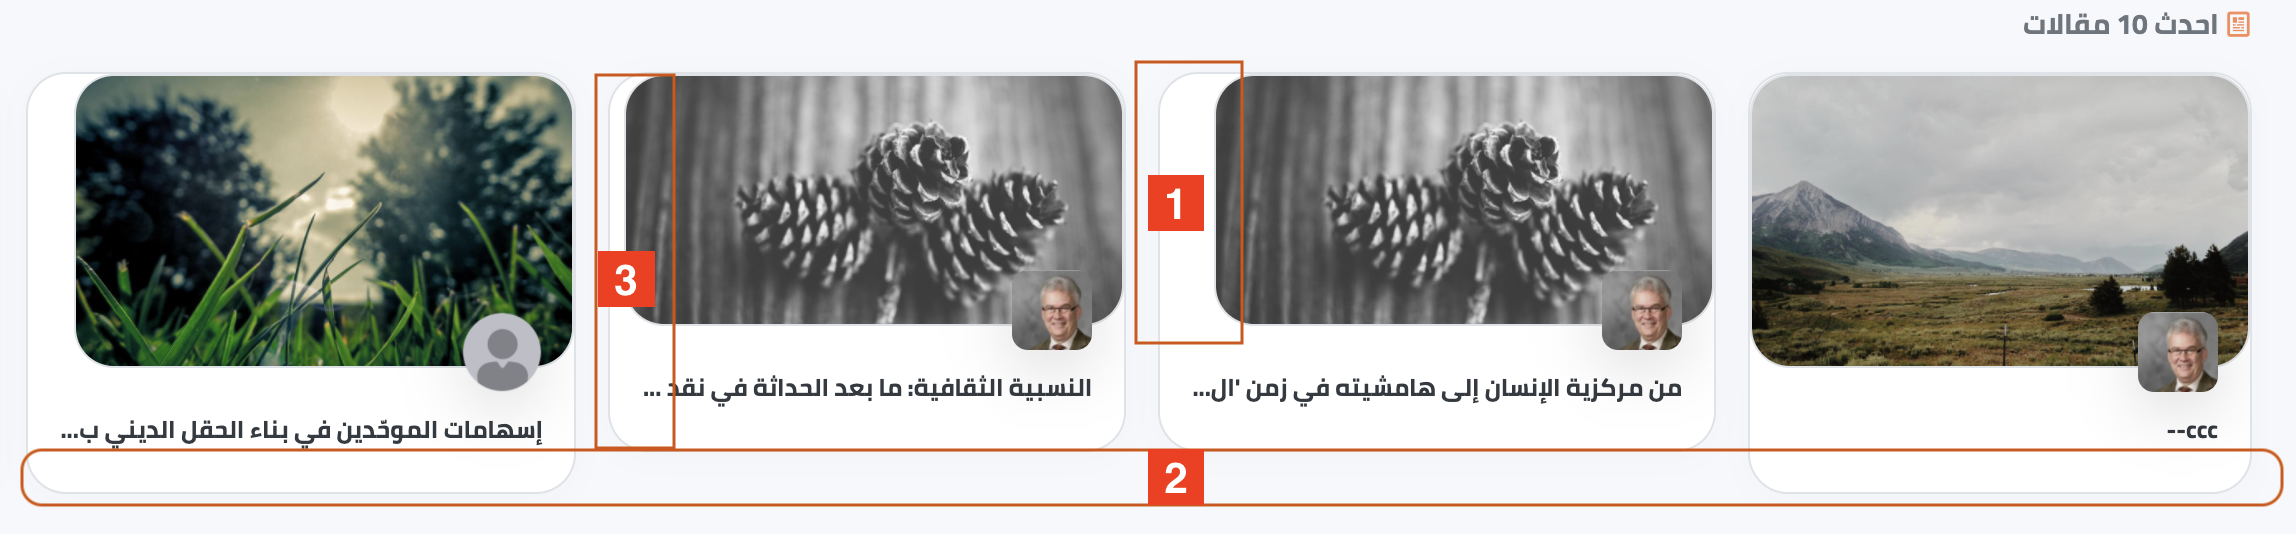 احدث 10 مقالات
1
3
2
ccc--
من مركزية الإنسان إلى هامشيته في زمن 'ال...
النسبية الثقافية: ما بعد الحداثة في نقد ...
إسهامات الموحّدين في بناء الحقل الديني ب...